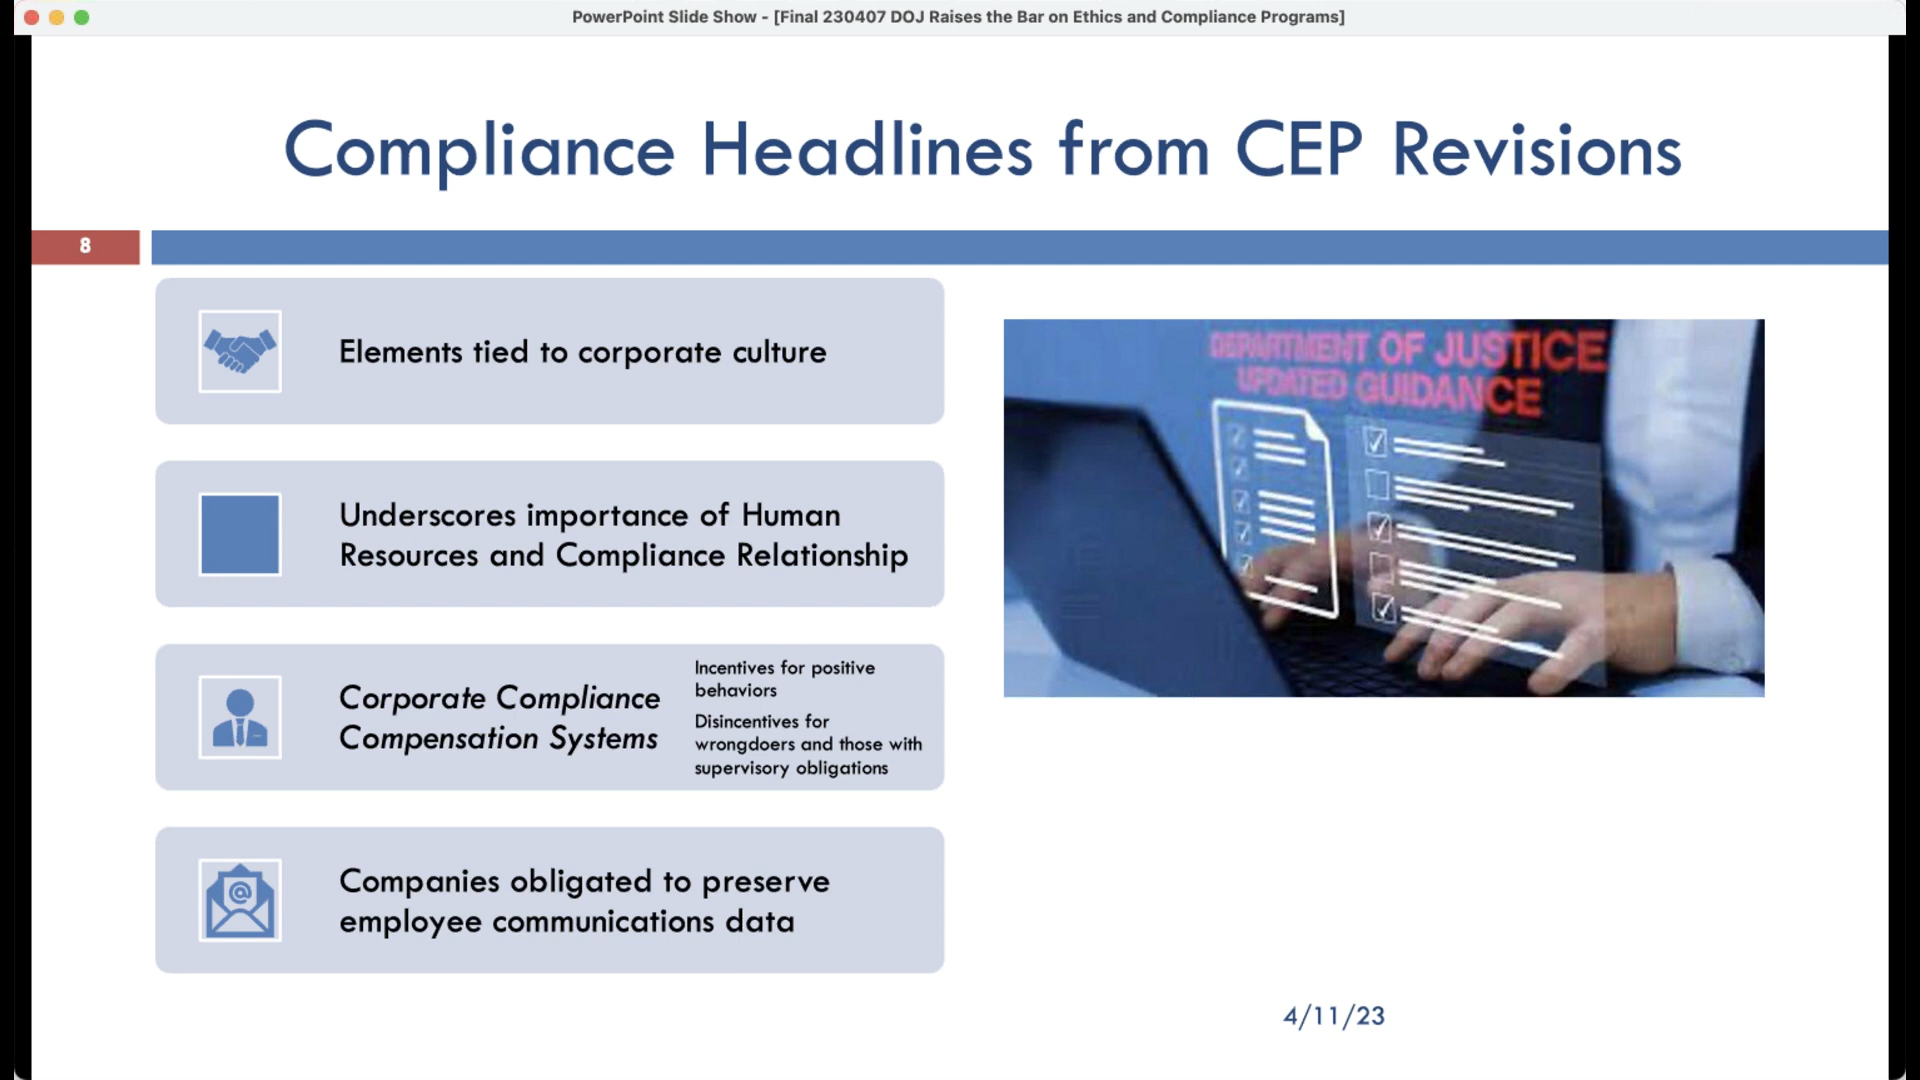 PowerPoint Slide Show - [Final 230407 DOJ Raises the Bar on Ethics and Compliance Programs]
Compliance Headlines from CEP Revisions
8
Elements tied to corporate culture
Underscores importance of Human
Resources and Compliance Relationship
Corporate Compliance
Compensation Systems
Incentives for positive
behaviors
Disincentives for
wrongdoers and those with
supervisory obligations
Companies obligated to preserve
employee communications data
DEPARTMENT OF JUSTICE
UPDATED GUIDANCE
4/11/23